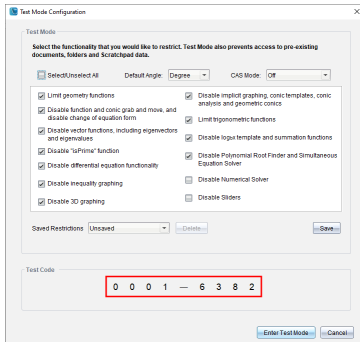 Test Mode Configuration
Test Mode
Select the functionality that you would like to restrict. Test Mode also prevents access to pre-existing
documents, folders and Scratchpad data.
Select/Unselect All Default Angle: Degree CAS Mode: Off
Limit geometry functions
Disable function and conic grab and move, and
disable change of equation form
Disable vector functions, including eigenvectors
and eigenvalues
Disable "isPrime" function
Disable differential equation functionality
Disable inequality graphing
Disable 3D graphing
Disable implicit graphing, conic templates, conic
analysis and geometric conics
Limit trigonometric functions
Disable logbx template and summation functions
Disable Polynomial Root Finder and Simultaneous
Equation Solver
Disable Numerical Solver
Disable Sliders
Saved Restrictions Unsaved Delete Save
Test Code
0 0 0 1 — 6 3 8 2
Enter Test Mode Cancel